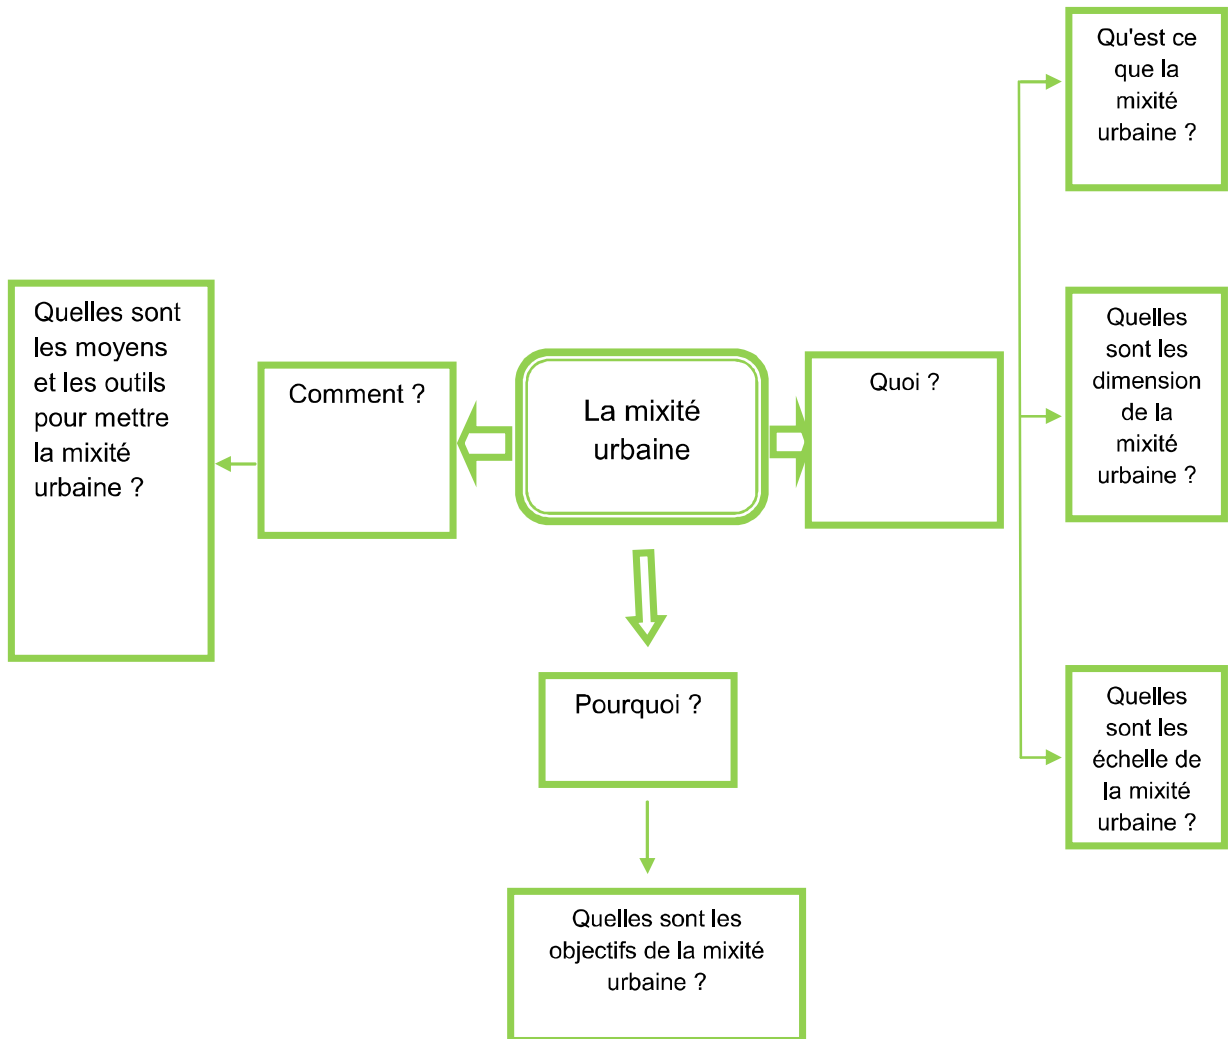 Qu'est ce
que la
mixité
urbaine ?
Quelles sont
les moyens
et les outils
pour mettre
la mixité
urbaine ?
Comment ?
La mixité
urbaine
Quoi ?
Quelles
sont les
dimension
de la
mixité
urbaine ?
Pourquoi ?
Quelles
sont les
échelle de
la mixité
urbaine ?
Quelles sont les
objectifs de la mixité
urbaine ?